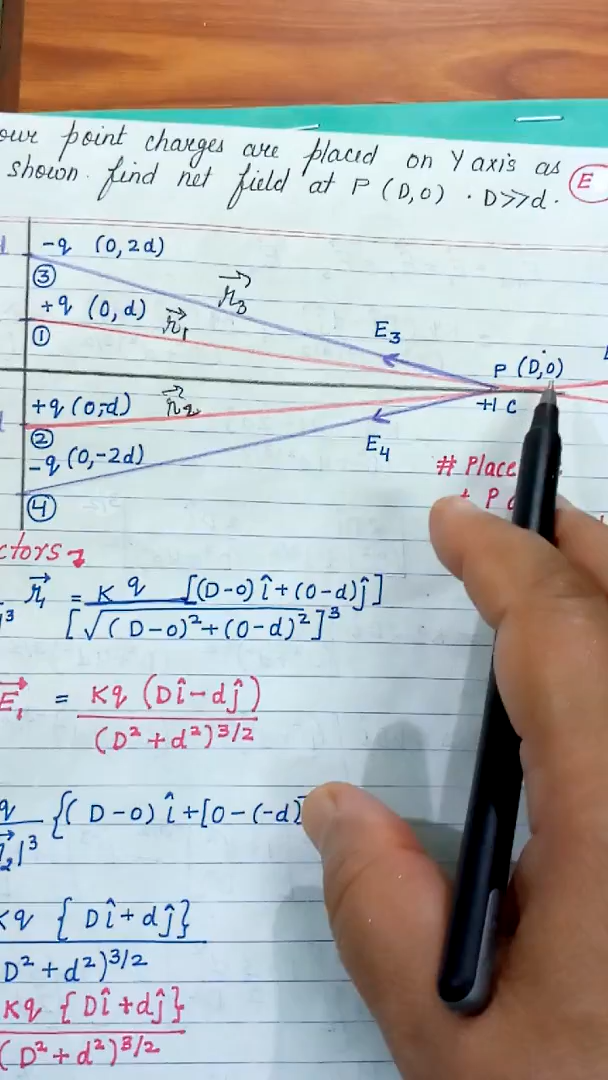 our point charges are placed on Y axis as
shown. find net field at P (D,0) . D>>d.
E
-q (0, 2d)
③
r₃
+q (0, d)
r₁
①
E₃
P (D,0)
+1 C
+q (0,-d)
r₂
②
E₄
-q (0,-2d)
④
# Place
ctors
r₁ = K q [(D-0) î + (0-d) ĵ]
[√(D-0)² + (0-d)²]³
E₁ = Kq (Dî - dĵ)
(D² + d²)^3/2
q {(D-0) î + [0-(-d)]
r₂|³
Kq {Dî + dĵ}
D² + d²)^3/2
Kq {Dî + dĵ}
(D² + d²)^3/2